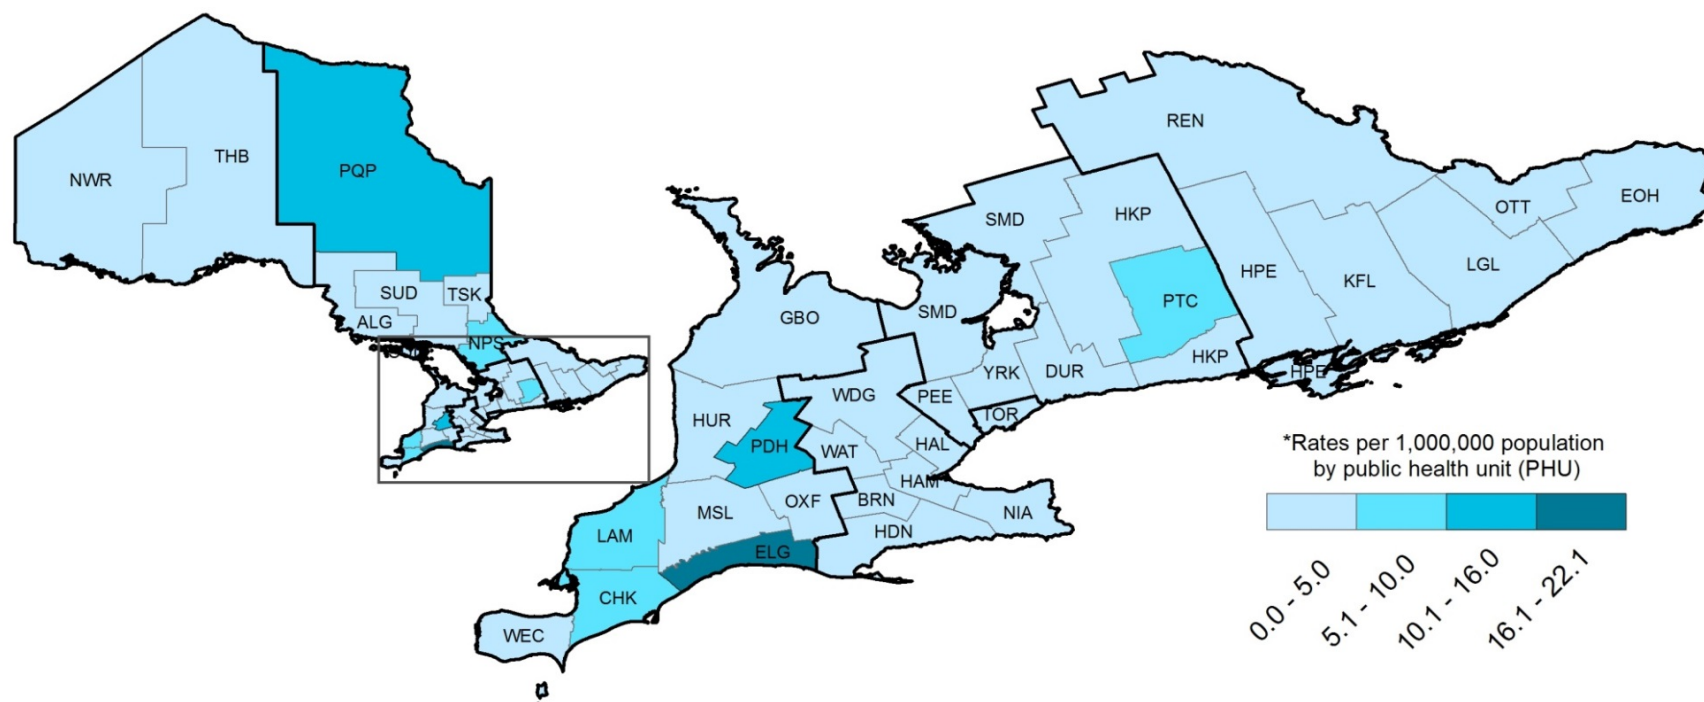 NWR
THB
PQP
SUD
TSK
ALG
NPS
REN
SMD
HKP
OTT
EOH
HPE
KFL
LGL
PTC
GBO
SMD
HKP
YRK
DUR
HPE
WDG
PEE
TOR
HUR
PDH
WAT
HAL
HAM
BRN
OXF
MSL
NIA
HDN
LAM
ELG
CHK
WEC
*Rates per 1,000,000 population
by public health unit (PHU)
0.0 - 5.0
5.1 - 10.0
10.1 - 16.0
16.1 - 22.1